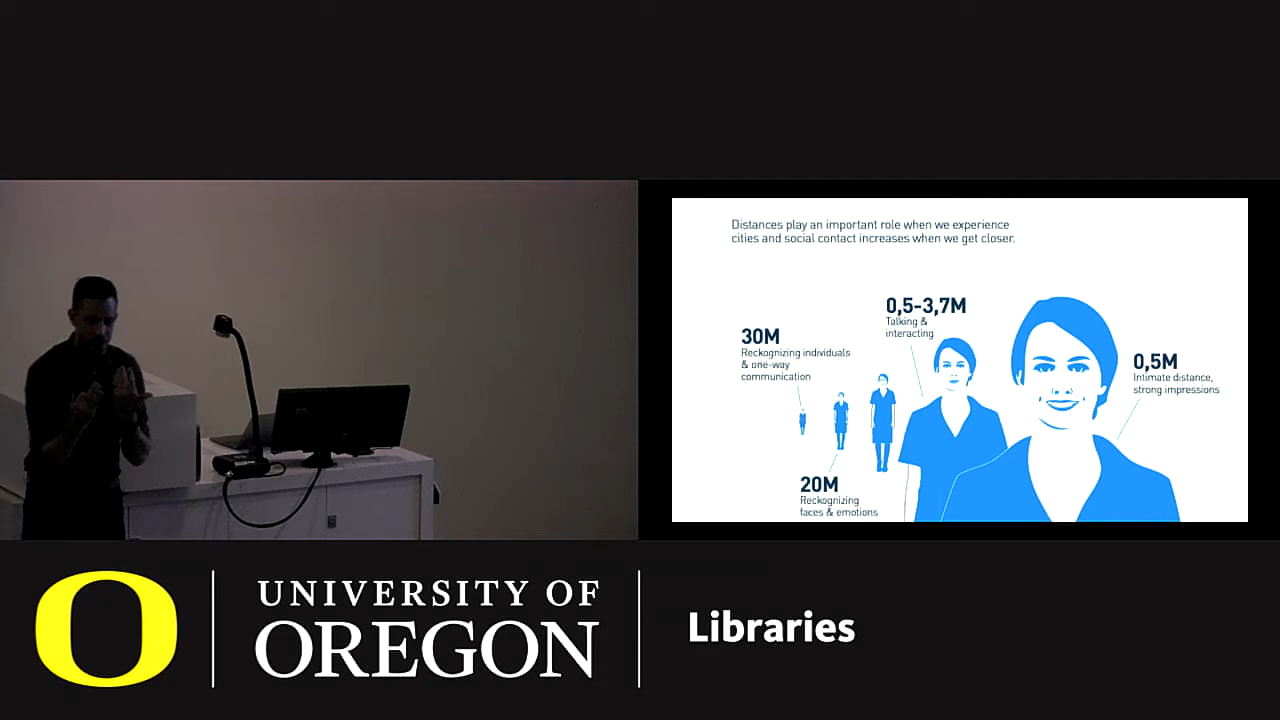 Distances play an important role when we experience
cities and social contact increases when we get closer.
0,5-3,7M
Talking &
interacting
30M
Reckognizing individuals
& one-way
communication
0,5M
Intimate distance,
strong impressions
20M
Reckognizing
faces & emotions
UNIVERSITY OF
OREGON
Libraries